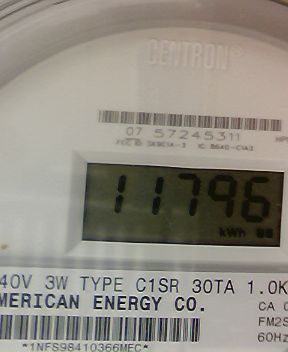 CENTRON®
07 57245311
11796
kWh
40V 3W TYPE C1SR 30TA 1.0K
MERICAN ENERGY CO.
CA 0
FM2S
60Hz
*1NFS98410366MEC*